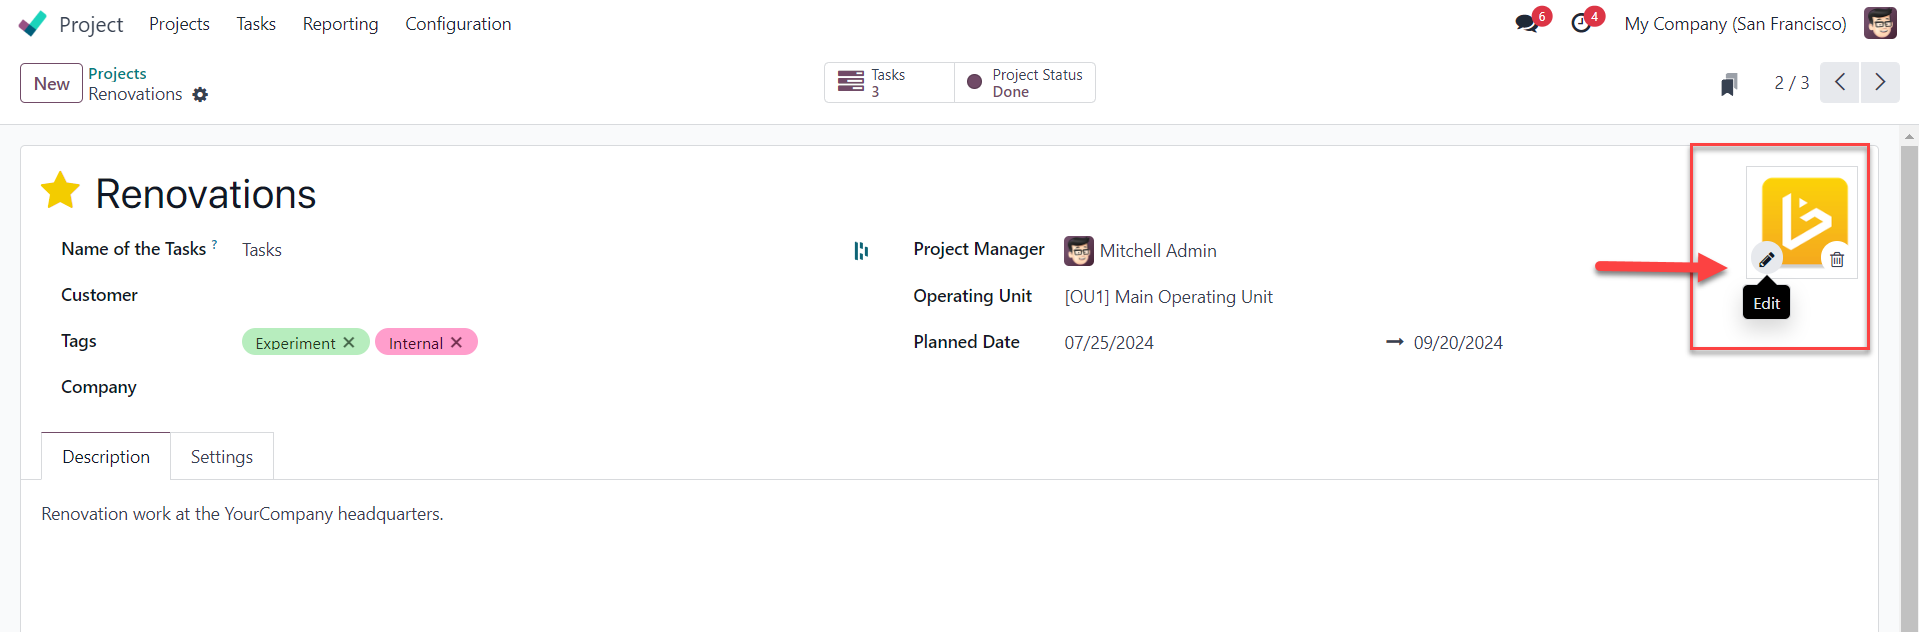 Project Projects Tasks Reporting Configuration 6 4 My Company (San Francisco)
New
Projects
Renovations
Tasks
3
Project Status
Done
2 / 3
Renovations
Name of the Tasks ? Tasks
Project Manager Mitchell Admin
Customer
Operating Unit [OU1] Main Operating Unit
Edit
Tags Experiment Internal
Planned Date 07/25/2024 → 09/20/2024
Company
Description Settings
Renovation work at the YourCompany headquarters.